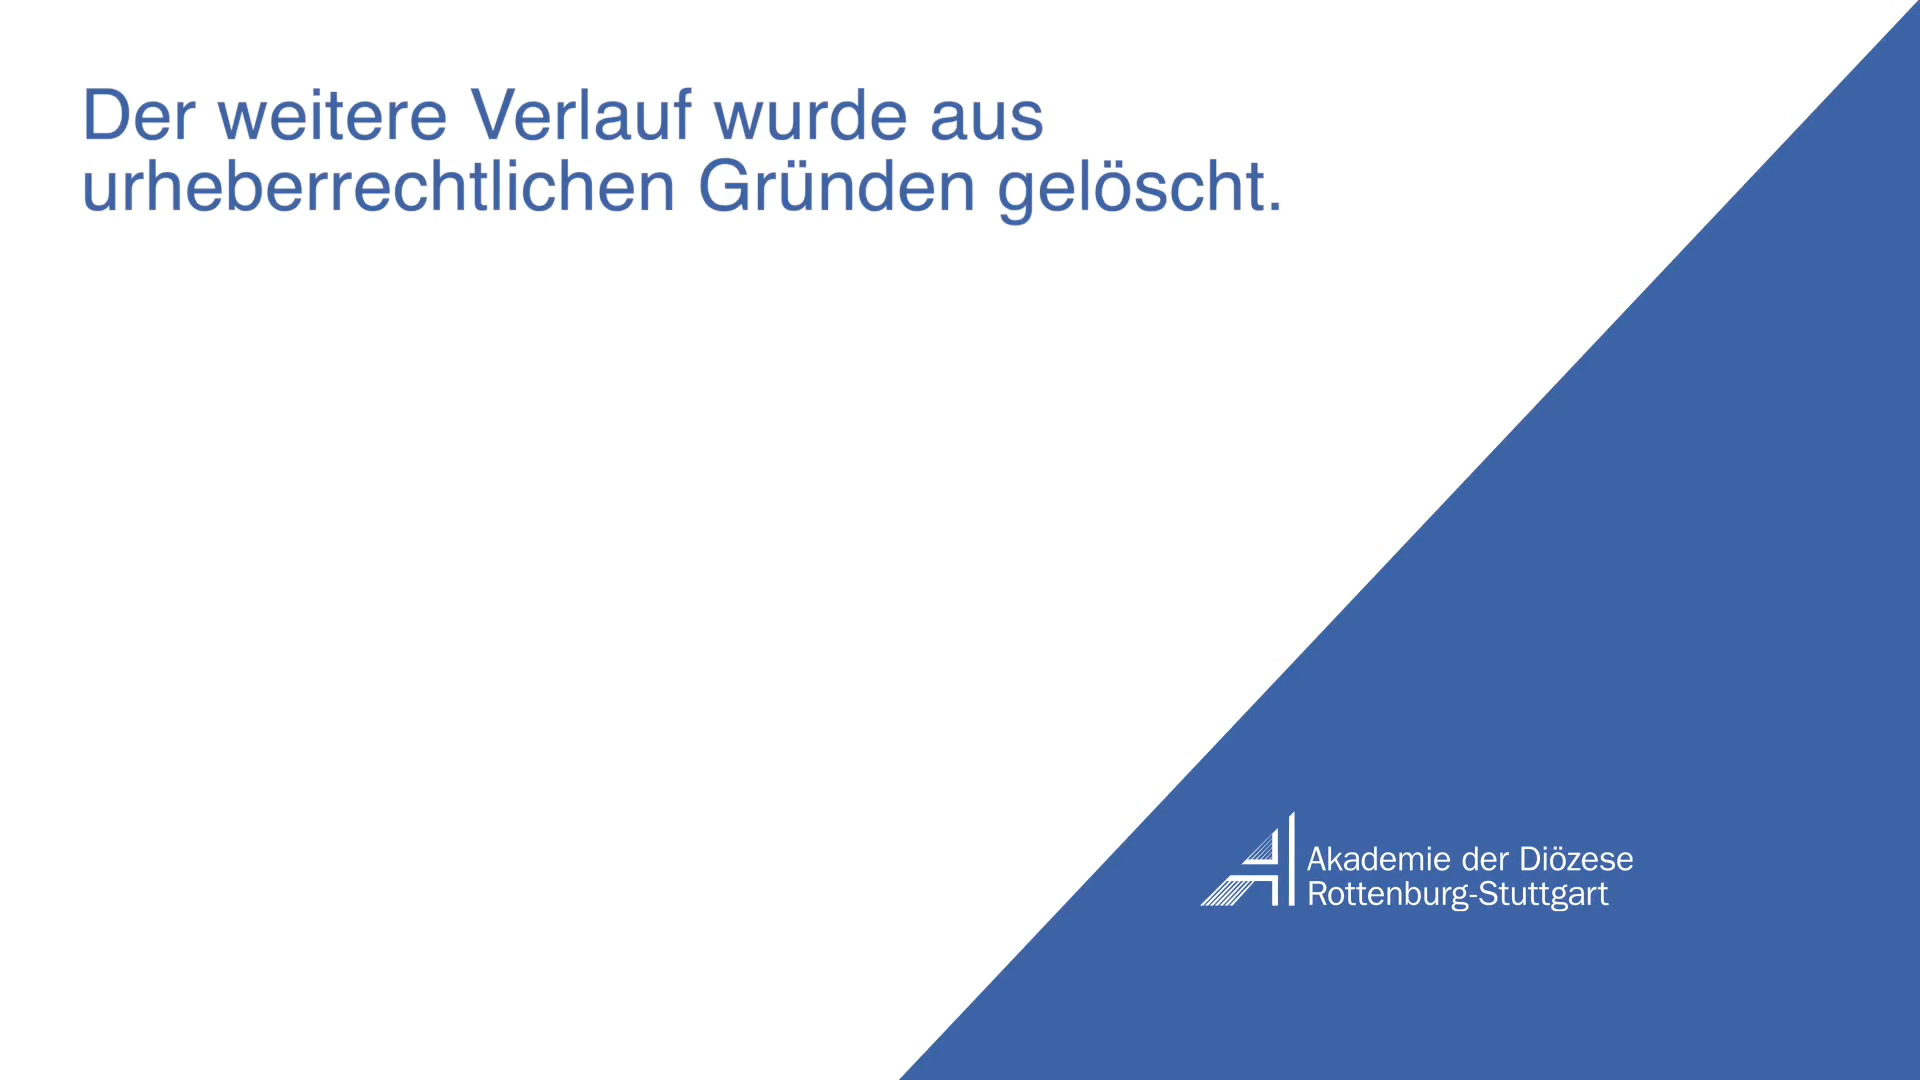 Der weitere Verlauf wurde aus
urheberrechtlichen Gründen gelöscht.
Akademie der Diözese
Rottenburg-Stuttgart